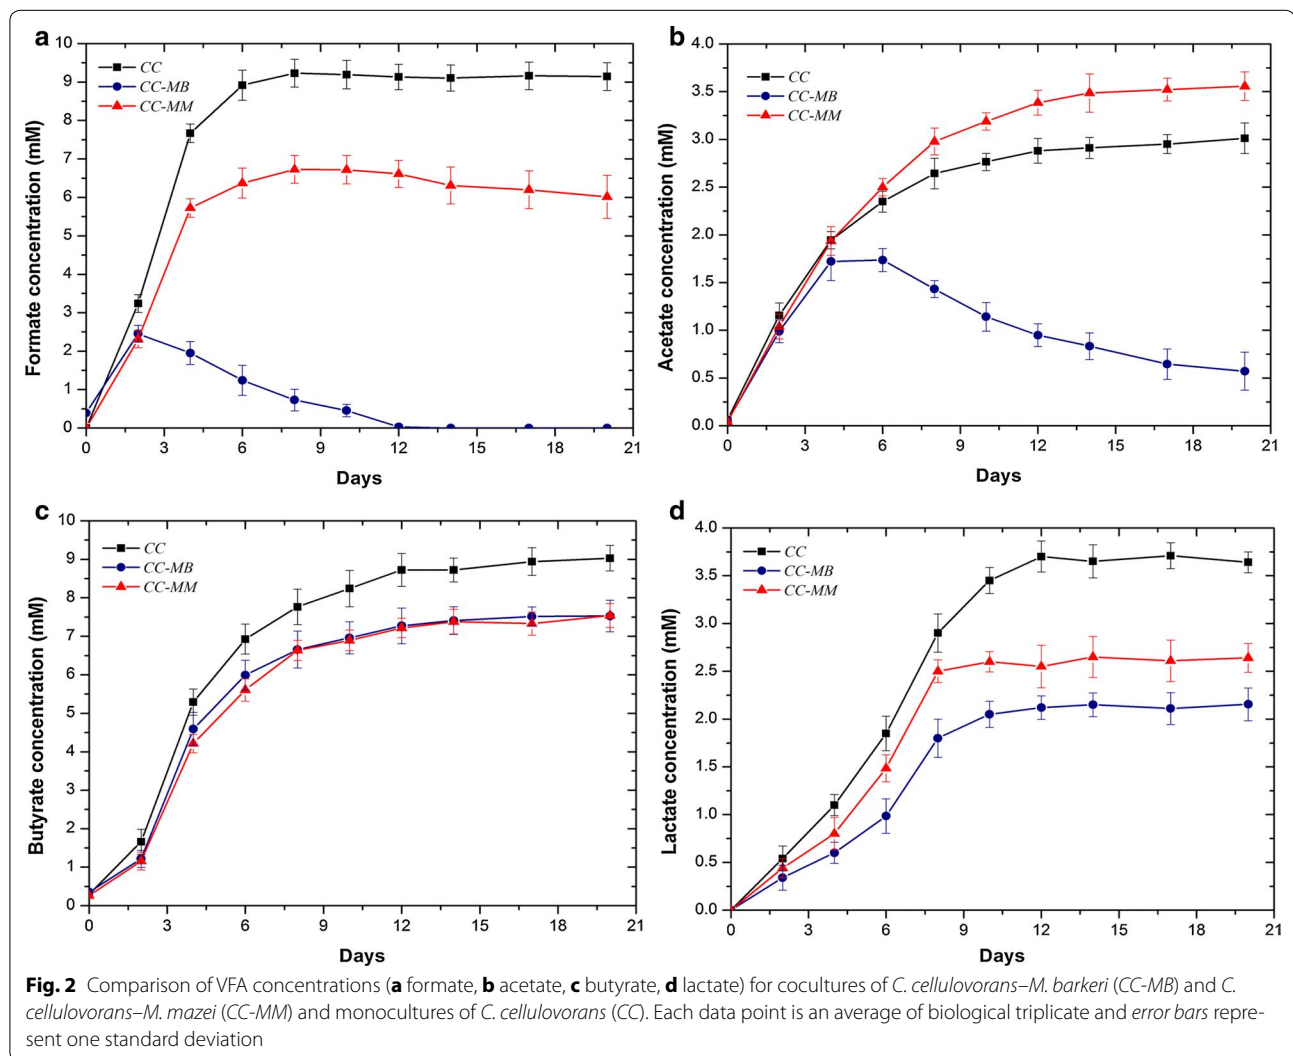 a
10
9
8
7
6
5
4
3
2
1
0
Formate concentration (mM)
CC
CC-MB
CC-MM
0 3 6 9 12 15 18 21
Days
b
4.0
3.5
3.0
2.5
2.0
1.5
1.0
0.5
0.0
Acetate concentration (mM)
CC
CC-MB
CC-MM
0 3 6 9 12 15 18 21
Days
c
10
9
8
7
6
5
4
3
2
1
0
Butyrate concentration (mM)
CC
CC-MB
CC-MM
0 3 6 9 12 15 18 21
Days
d
4.0
3.5
3.0
2.5
2.0
1.5
1.0
0.5
0.0
Lactate concentration (mM)
CC
CC-MB
CC-MM
0 3 6 9 12 15 18 21
Days
Fig. 2 Comparison of VFA concentrations (a formate, b acetate, c butyrate, d lactate) for cocultures of C. cellulovorans–M. barkeri (CC-MB) and C.
cellulovorans–M. mazei (CC-MM) and monocultures of C. cellulovorans (CC). Each data point is an average of biological triplicate and error bars repre-
sent one standard deviation